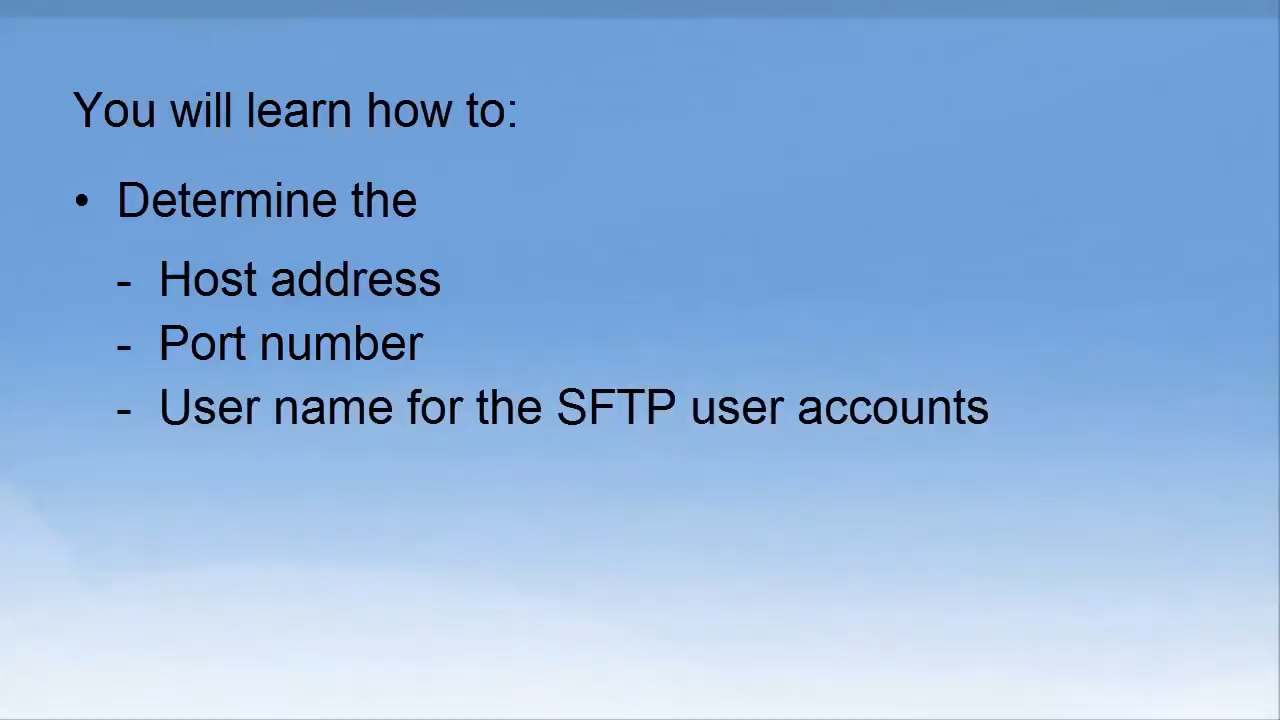 You will learn how to:
• Determine the
- Host address
- Port number
- User name for the SFTP user accounts